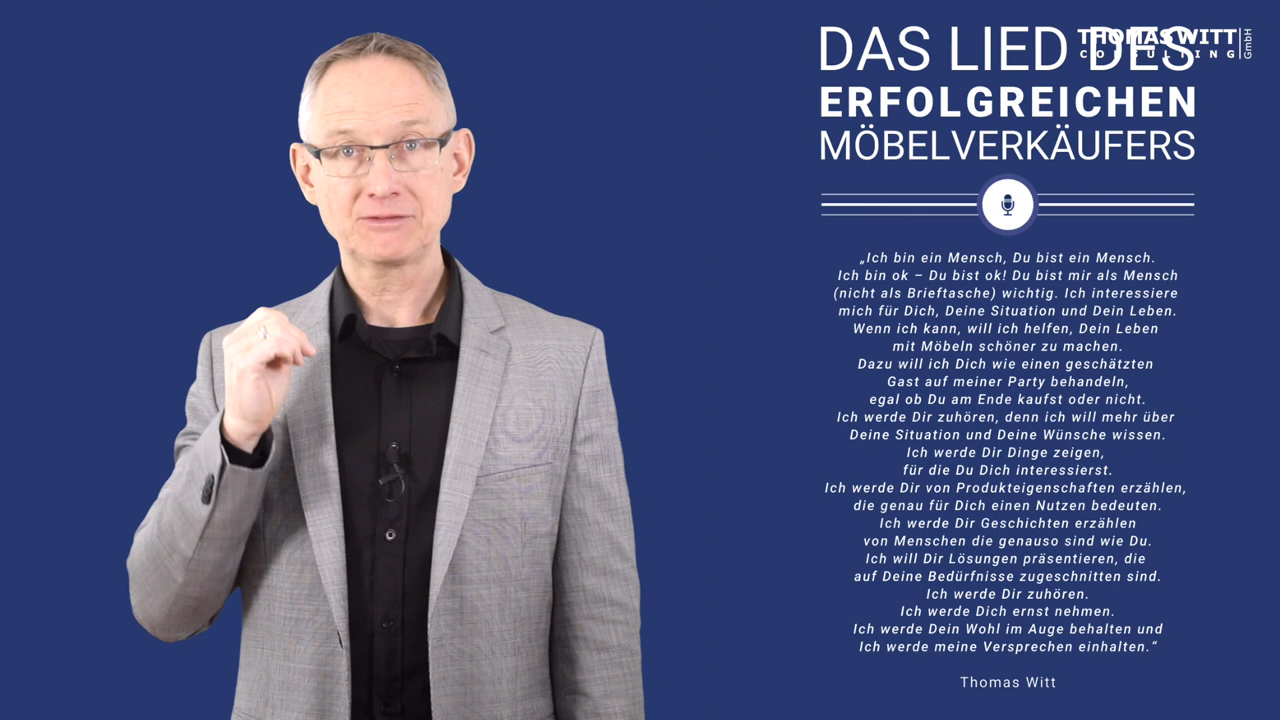 DAS LIED DES
THOMAS WITT
CONSULTING
GmbH
ERFOLGREICHEN
MÖBELVERKÄUFERS
„Ich bin ein Mensch, Du bist ein Mensch.
Ich bin ok – Du bist ok! Du bist mir als Mensch
(nicht als Brieftasche) wichtig. Ich interessiere
mich für Dich, Deine Situation und Dein Leben.
Wenn ich kann, will ich helfen, Dein Leben
mit Möbeln schöner zu machen.
Dazu will ich Dich wie einen geschätzten
Gast auf meiner Party behandeln,
egal ob Du am Ende kaufst oder nicht.
Ich werde Dir zuhören, denn ich will mehr über
Deine Situation und Deine Wünsche wissen.
Ich werde Dir Dinge zeigen,
für die Du Dich interessierst.
Ich werde Dir von Produkteigenschaften erzählen,
die genau für Dich einen Nutzen bedeuten.
Ich werde Dir Geschichten erzählen
von Menschen die genauso sind wie Du.
Ich will Dir Lösungen präsentieren, die
auf Deine Bedürfnisse zugeschnitten sind.
Ich werde Dir zuhören.
Ich werde Dich ernst nehmen.
Ich werde Dein Wohl im Auge behalten und
Ich werde meine Versprechen einhalten.“
Thomas Witt